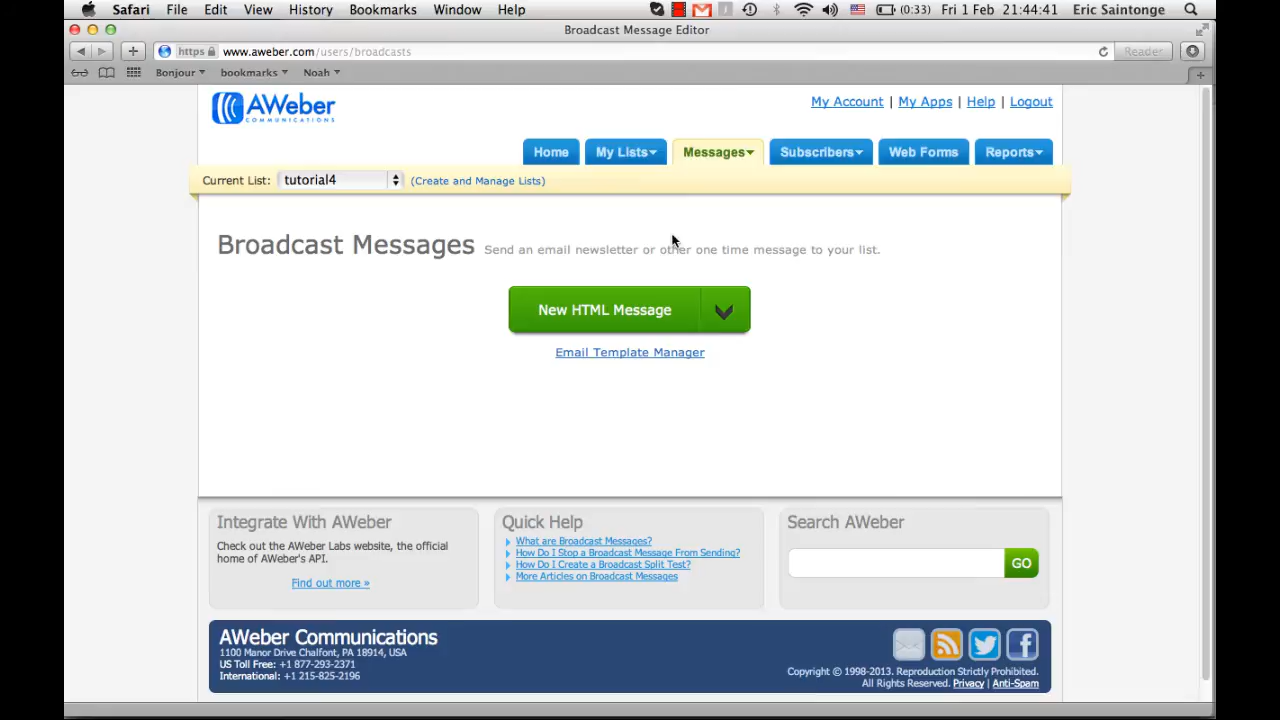 Safari File Edit View History Bookmarks Window Help (0:33) Fri 1 Feb 21:44:41 Eric Saintonge
Broadcast Message Editor
https www.aweber.com/users/broadcasts Reader
Bonjour bookmarks Noah
AWeber
COMMUNICATIONS
My Account | My Apps | Help | Logout
Home My Lists Messages Subscribers Web Forms Reports
Current List: tutorial4 (Create and Manage Lists)
Broadcast Messages Send an email newsletter or other one time message to your list.
New HTML Message
Email Template Manager
Integrate With AWeber
Check out the AWeber Labs website, the official
home of AWeber's API.
Find out more »
Quick Help
What are Broadcast Messages?
How Do I Stop a Broadcast Message From Sending?
How Do I Create a Broadcast Split Test?
More Articles on Broadcast Messages
Search AWeber
GO
AWeber Communications
1100 Manor Drive Chalfont, PA 18914, USA
US Toll Free: +1 877-293-2371
International: +1 215-825-2196
Copyright © 1998-2013. Reproduction Strictly Prohibited.
All Rights Reserved. Privacy | Anti-Spam